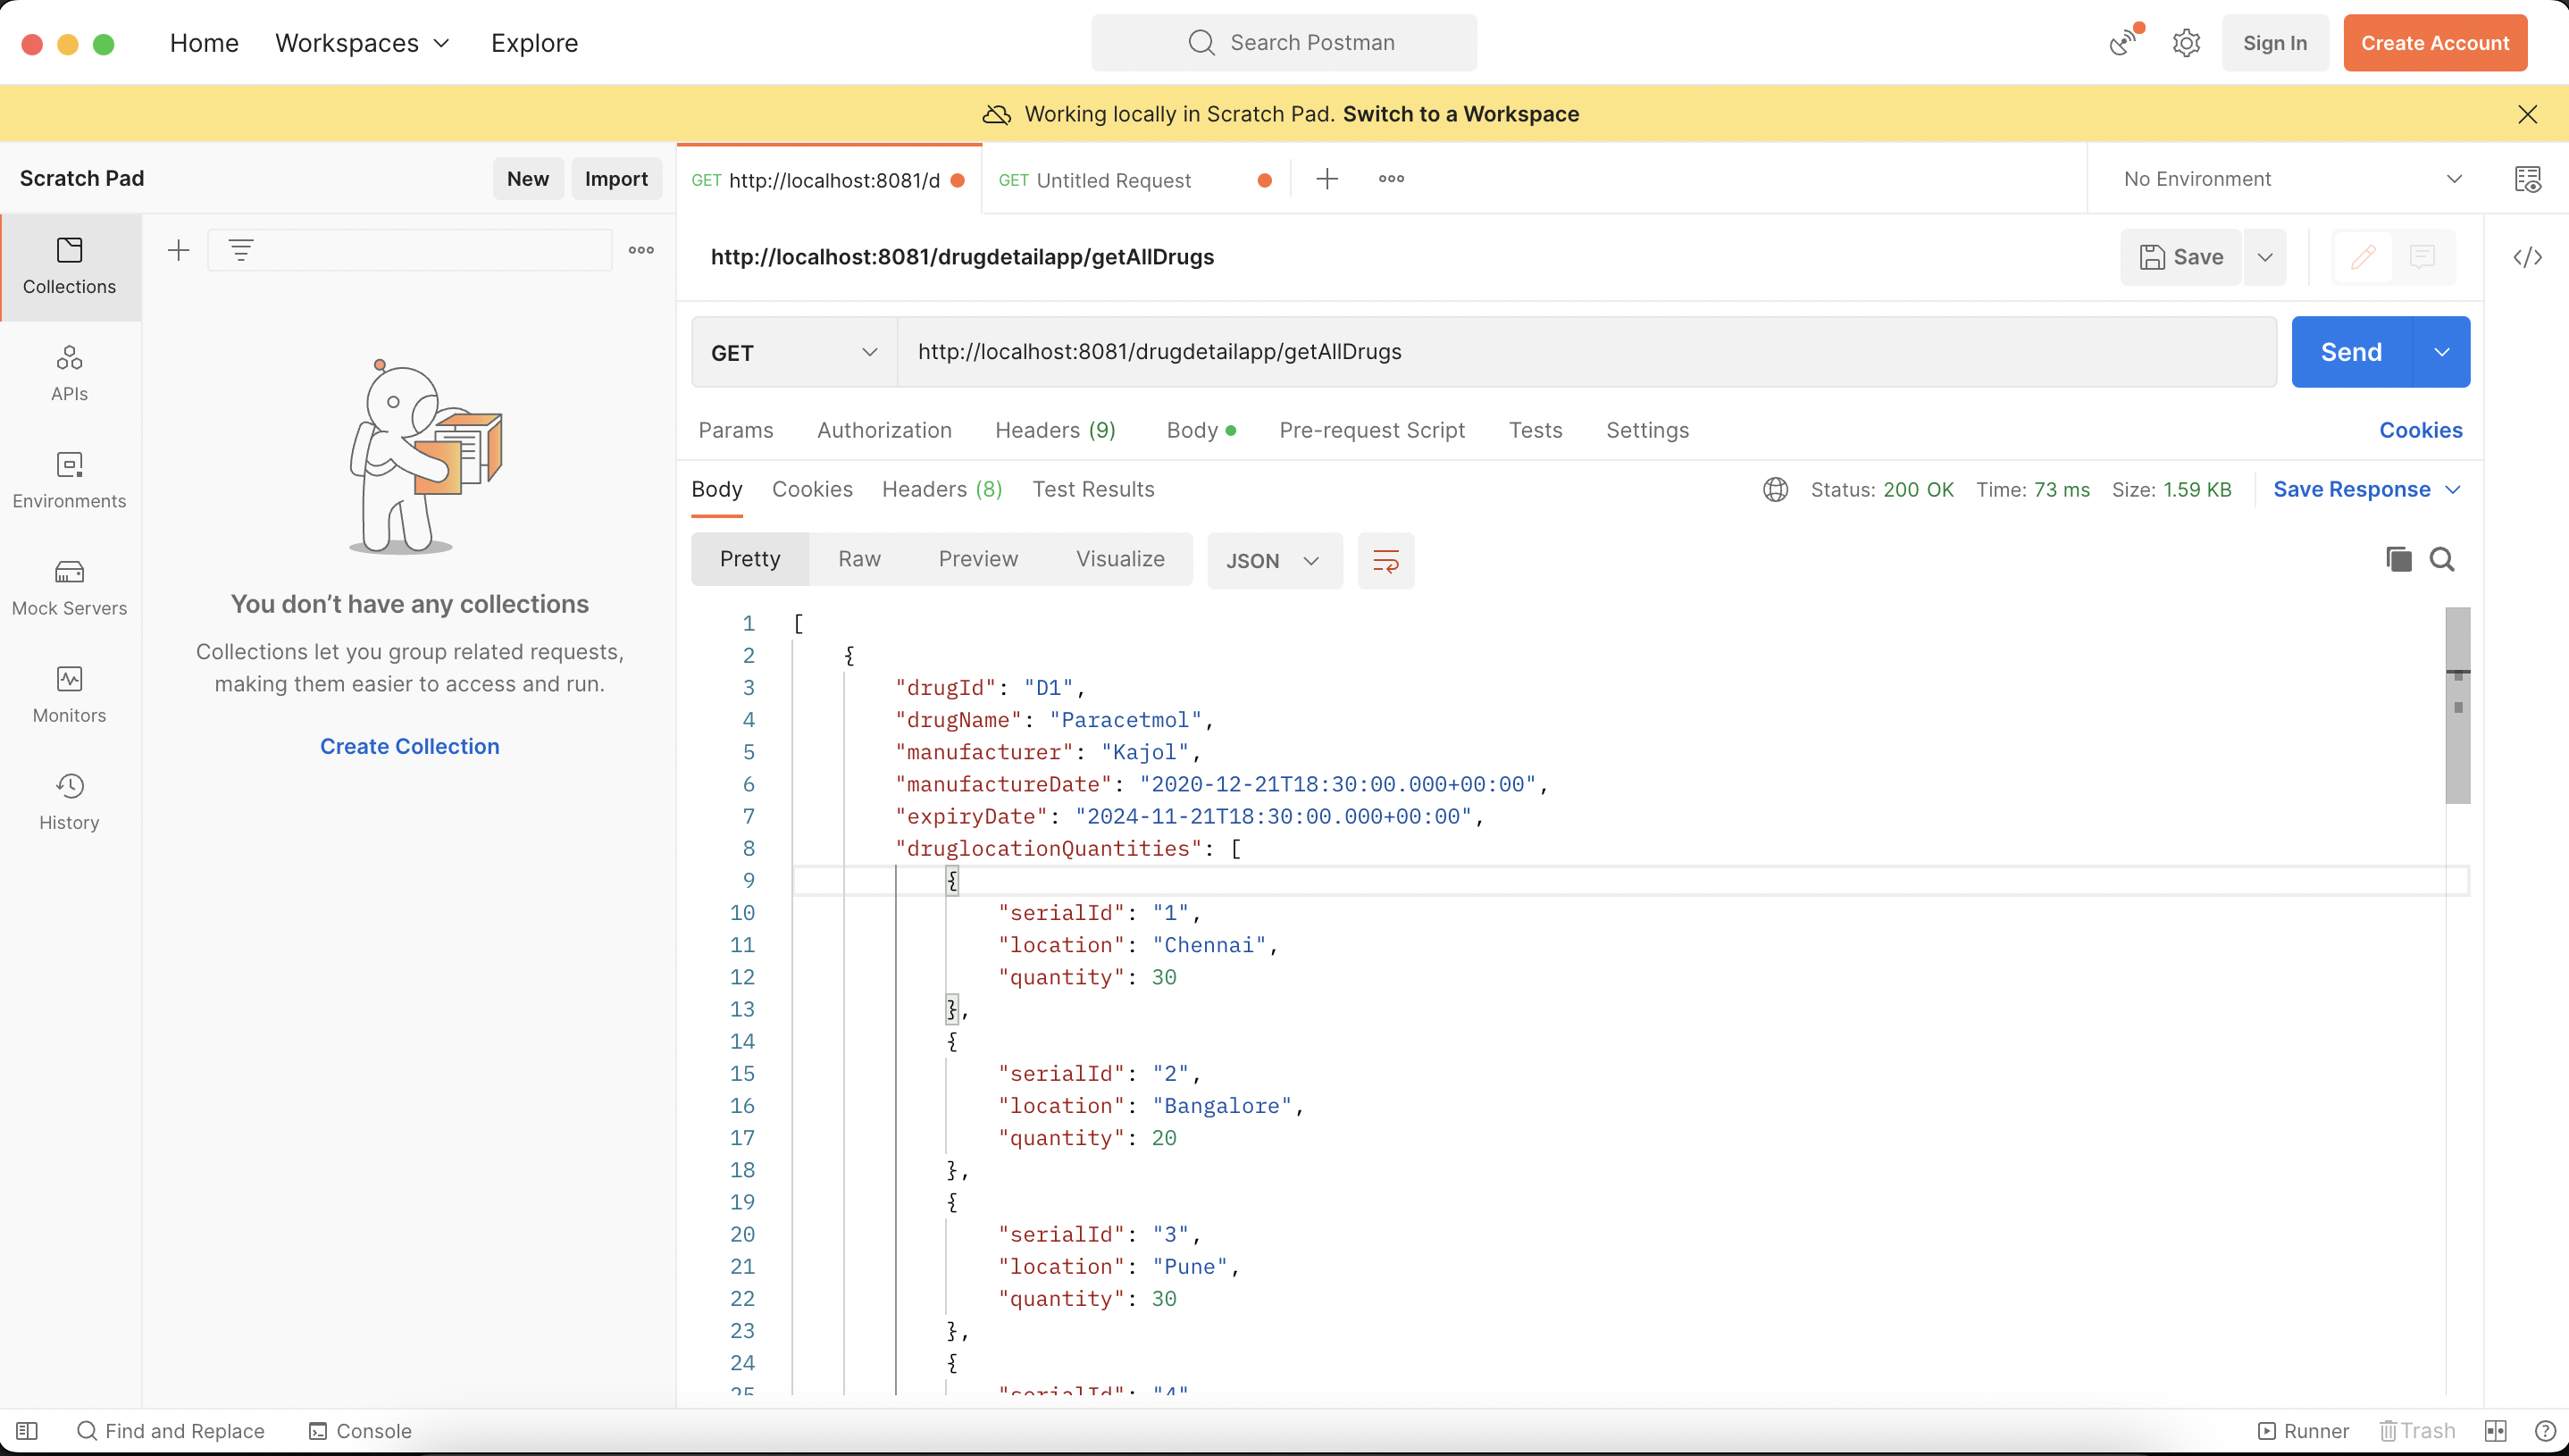 Home Workspaces Explore Search Postman Sign In Create Account
Working locally in Scratch Pad. Switch to a Workspace
Scratch Pad New Import GET http://localhost:8081/d GET Untitled Request No Environment
Collections
APIs
Environments
Mock Servers
Monitors
History
You don’t have any collections
Collections let you group related requests,
making them easier to access and run.
Create Collection
http://localhost:8081/drugdetailapp/getAllDrugs Save
GET http://localhost:8081/drugdetailapp/getAllDrugs Send
Params Authorization Headers (9) Body Pre-request Script Tests Settings Cookies
Body Cookies Headers (8) Test Results Status: 200 OK Time: 73 ms Size: 1.59 KB Save Response
Pretty Raw Preview Visualize JSON
1 [
2 {
3 "drugId": "D1",
4 "drugName": "Paracetmol",
5 "manufacturer": "Kajol",
6 "manufactureDate": "2020-12-21T18:30:00.000+00:00",
7 "expiryDate": "2024-11-21T18:30:00.000+00:00",
8 "druglocationQuantities": [
9 {
10 "serialId": "1",
11 "location": "Chennai",
12 "quantity": 30
13 },
14 {
15 "serialId": "2",
16 "location": "Bangalore",
17 "quantity": 20
18 },
19 {
20 "serialId": "3",
21 "location": "Pune",
22 "quantity": 30
23 },
24 {
25 "serialId": "4"
Find and Replace Console Runner Trash